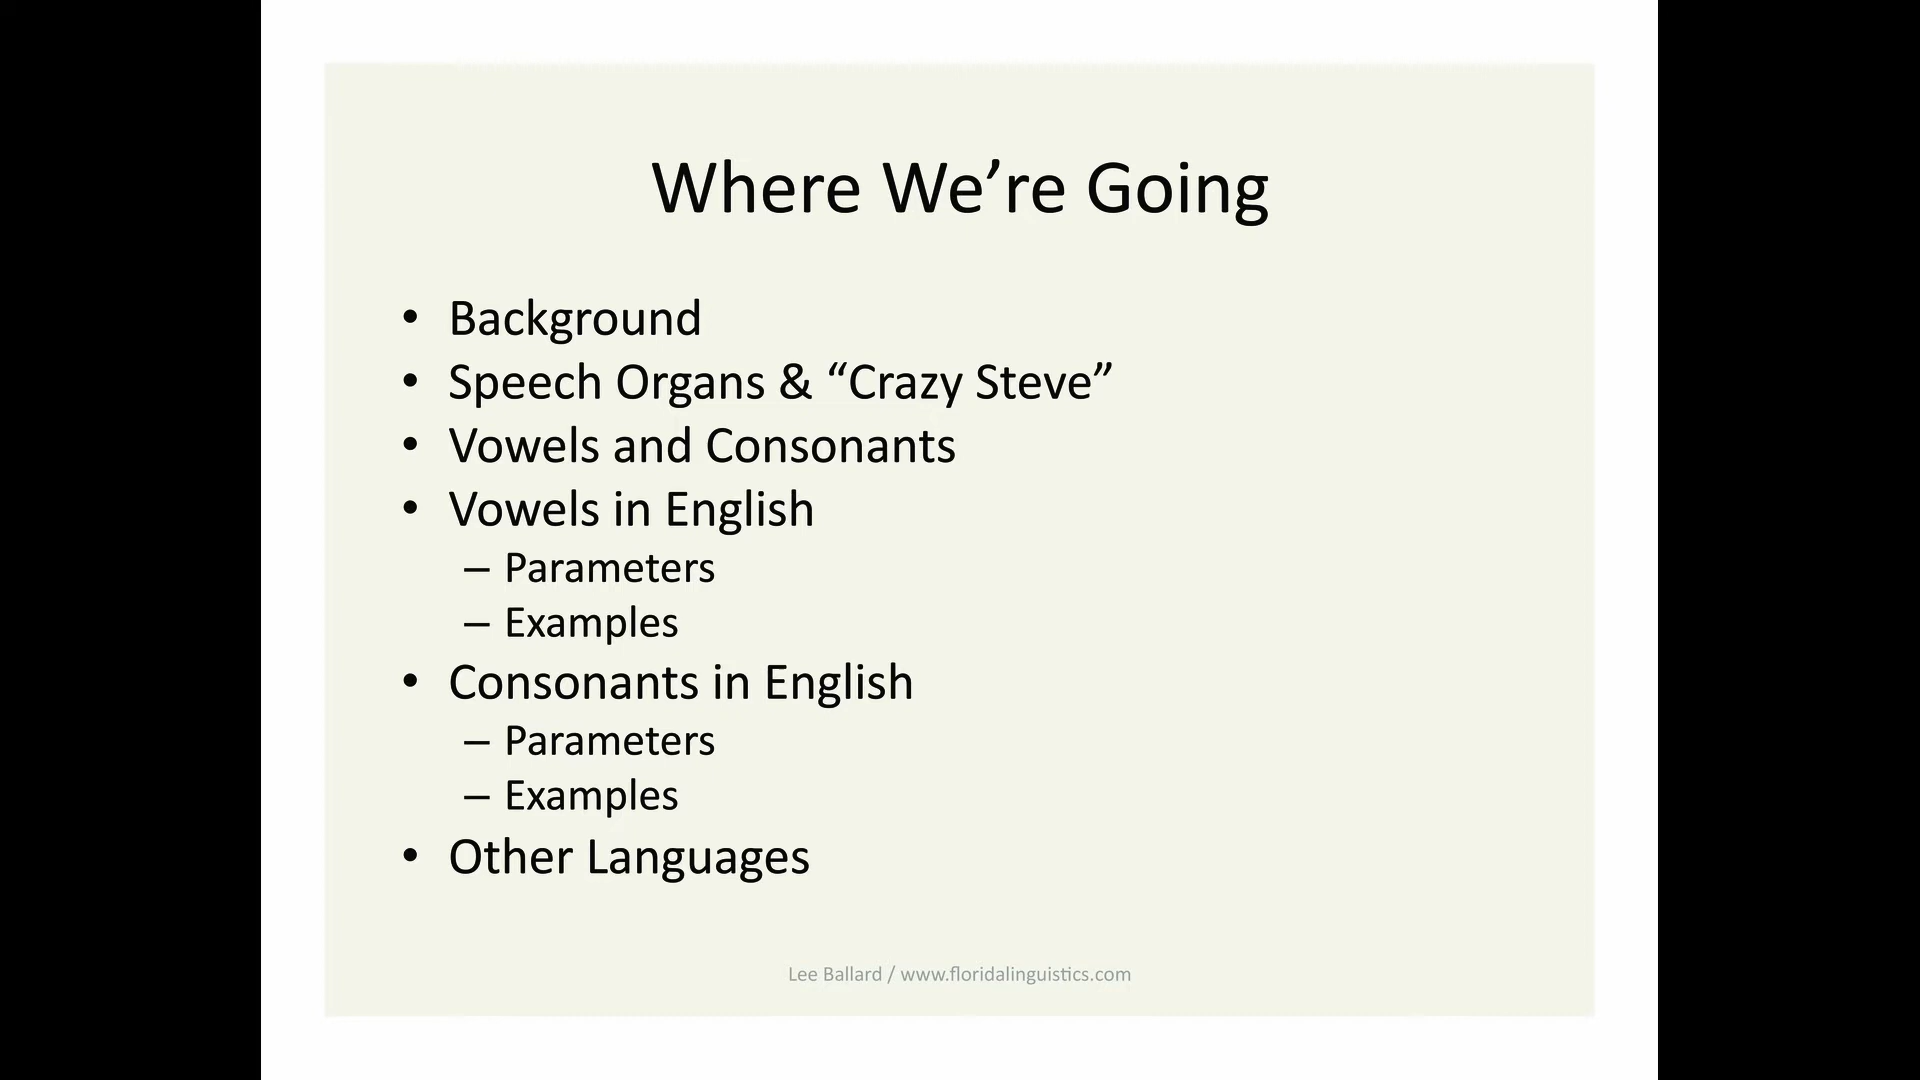 Where We’re Going
• Background
• Speech Organs & “Crazy Steve”
• Vowels and Consonants
• Vowels in English
– Parameters
– Examples
• Consonants in English
– Parameters
– Examples
• Other Languages
Lee Ballard / www.floridalinguistics.com